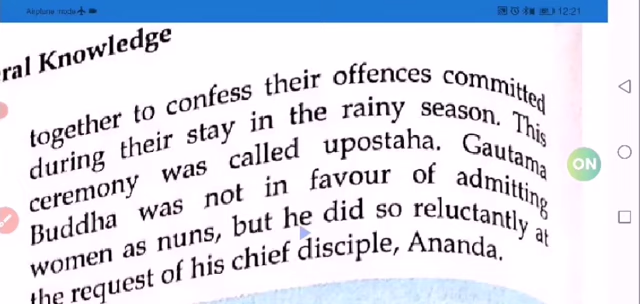 Airplane mode
12:21
ral Knowledge
together to confess their offences committed
during their stay in the rainy season. This
ceremony was called upostaha. Gautama
Buddha was not in favour of admitting
women as nuns, but he did so reluctantly at
the request of his chief disciple, Ananda.
ON